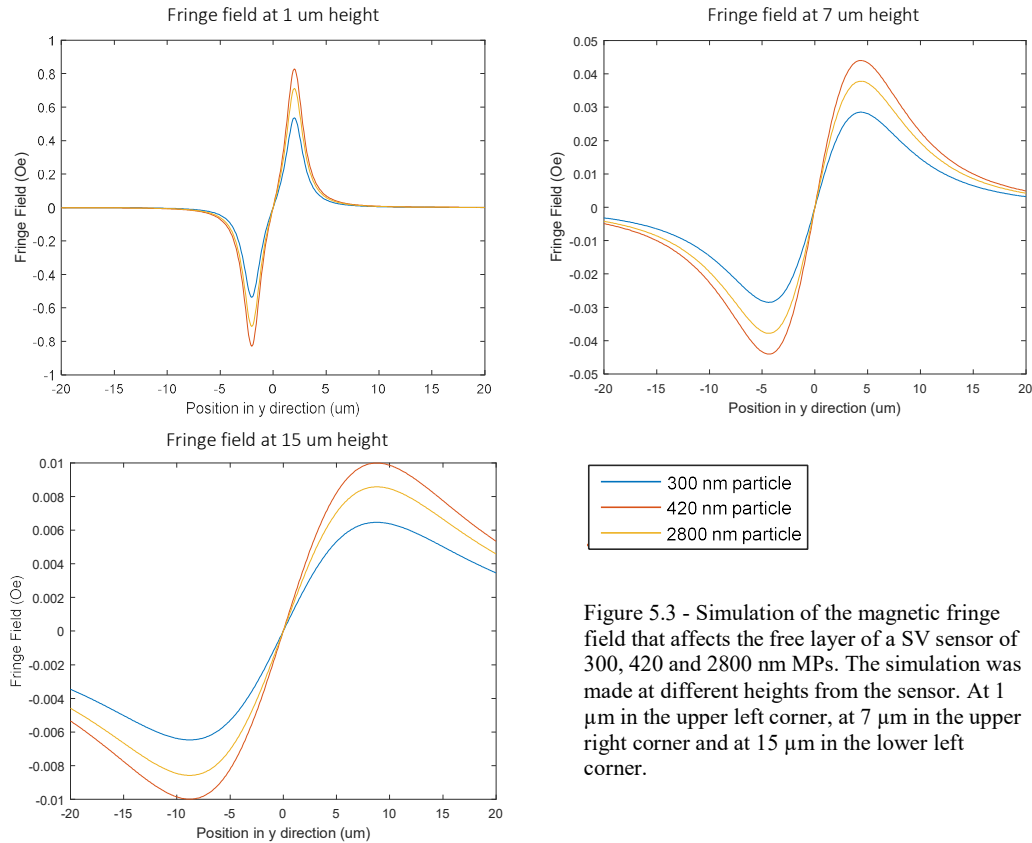 Fringe field at 1 um height
1
0.8
0.6
0.4
0.2
0
-0.2
-0.4
-0.6
-0.8
-1
Fringe Field (Oe)
-20 -15 -10 -5 0 5 10 15 20
Position in y direction (um)
Fringe field at 7 um height
0.05
0.04
0.03
0.02
0.01
0
-0.01
-0.02
-0.03
-0.04
-0.05
Fringe Field (Oe)
-20 -15 -10 -5 0 5 10 15 20
Position in y direction (um)
Fringe field at 15 um height
0.01
0.008
0.006
0.004
0.002
0
-0.002
-0.004
-0.006
-0.008
-0.01
Fringe Field (Oe)
-20 -15 -10 -5 0 5 10 15 20
Position in y direction (um)
300 nm particle
420 nm particle
2800 nm particle
Figure 5.3 - Simulation of the magnetic fringe
field that affects the free layer of a SV sensor of
300, 420 and 2800 nm MPs. The simulation was
made at different heights from the sensor. At 1
µm in the upper left corner, at 7 µm in the upper
right corner and at 15 µm in the lower left
corner.